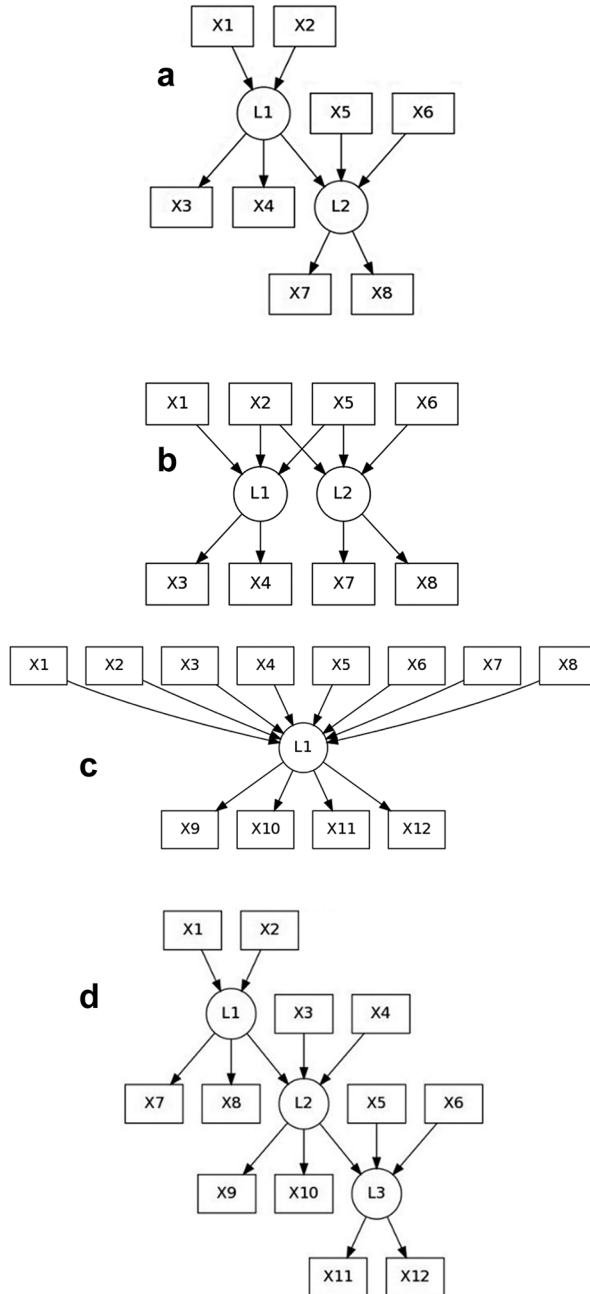 X1 X2
a
L1 X5 X6
X3 X4 L2
X7 X8
X1 X2 X5 X6
b
L1 L2
X3 X4 X7 X8
X1 X2 X3 X4 X5 X6 X7 X8
L1
c
X9 X10 X11 X12
X1 X2
d
L1 X3 X4
X7 X8 L2 X5 X6
X9 X10 L3
X11 X12